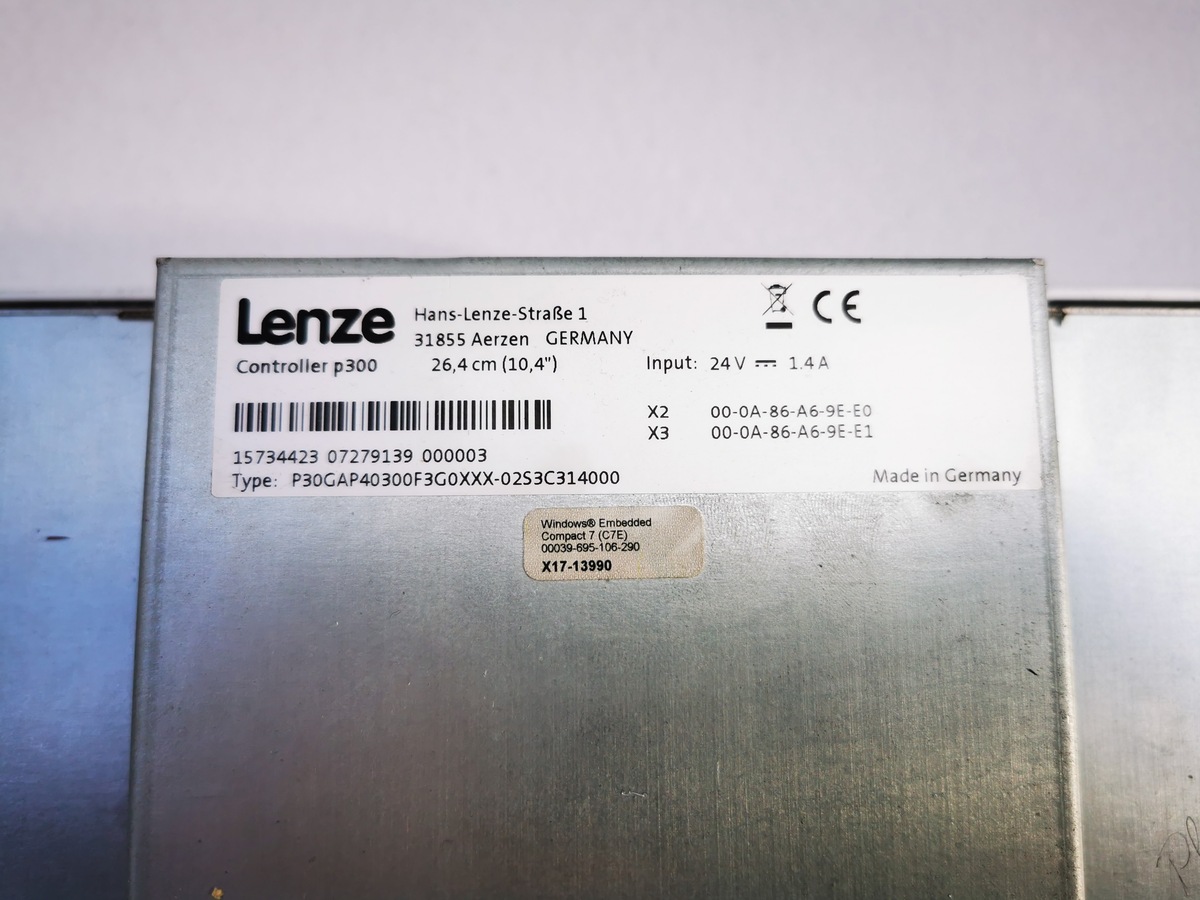 Lenze
Hans-Lenze-Straße 1
31855 Aerzen GERMANY
CE
Controller p300 26,4 cm (10,4") Input: 24 V 1.4 A
X2 00-0A-86-A6-9E-E0
X3 00-0A-86-A6-9E-E1
15734423 07279139 000003
Type: P30GAP40300F3G0XXX-02S3C314000
Made in Germany
Windows® Embedded
Compact 7 (C7E)
00039-695-106-290
X17-13990